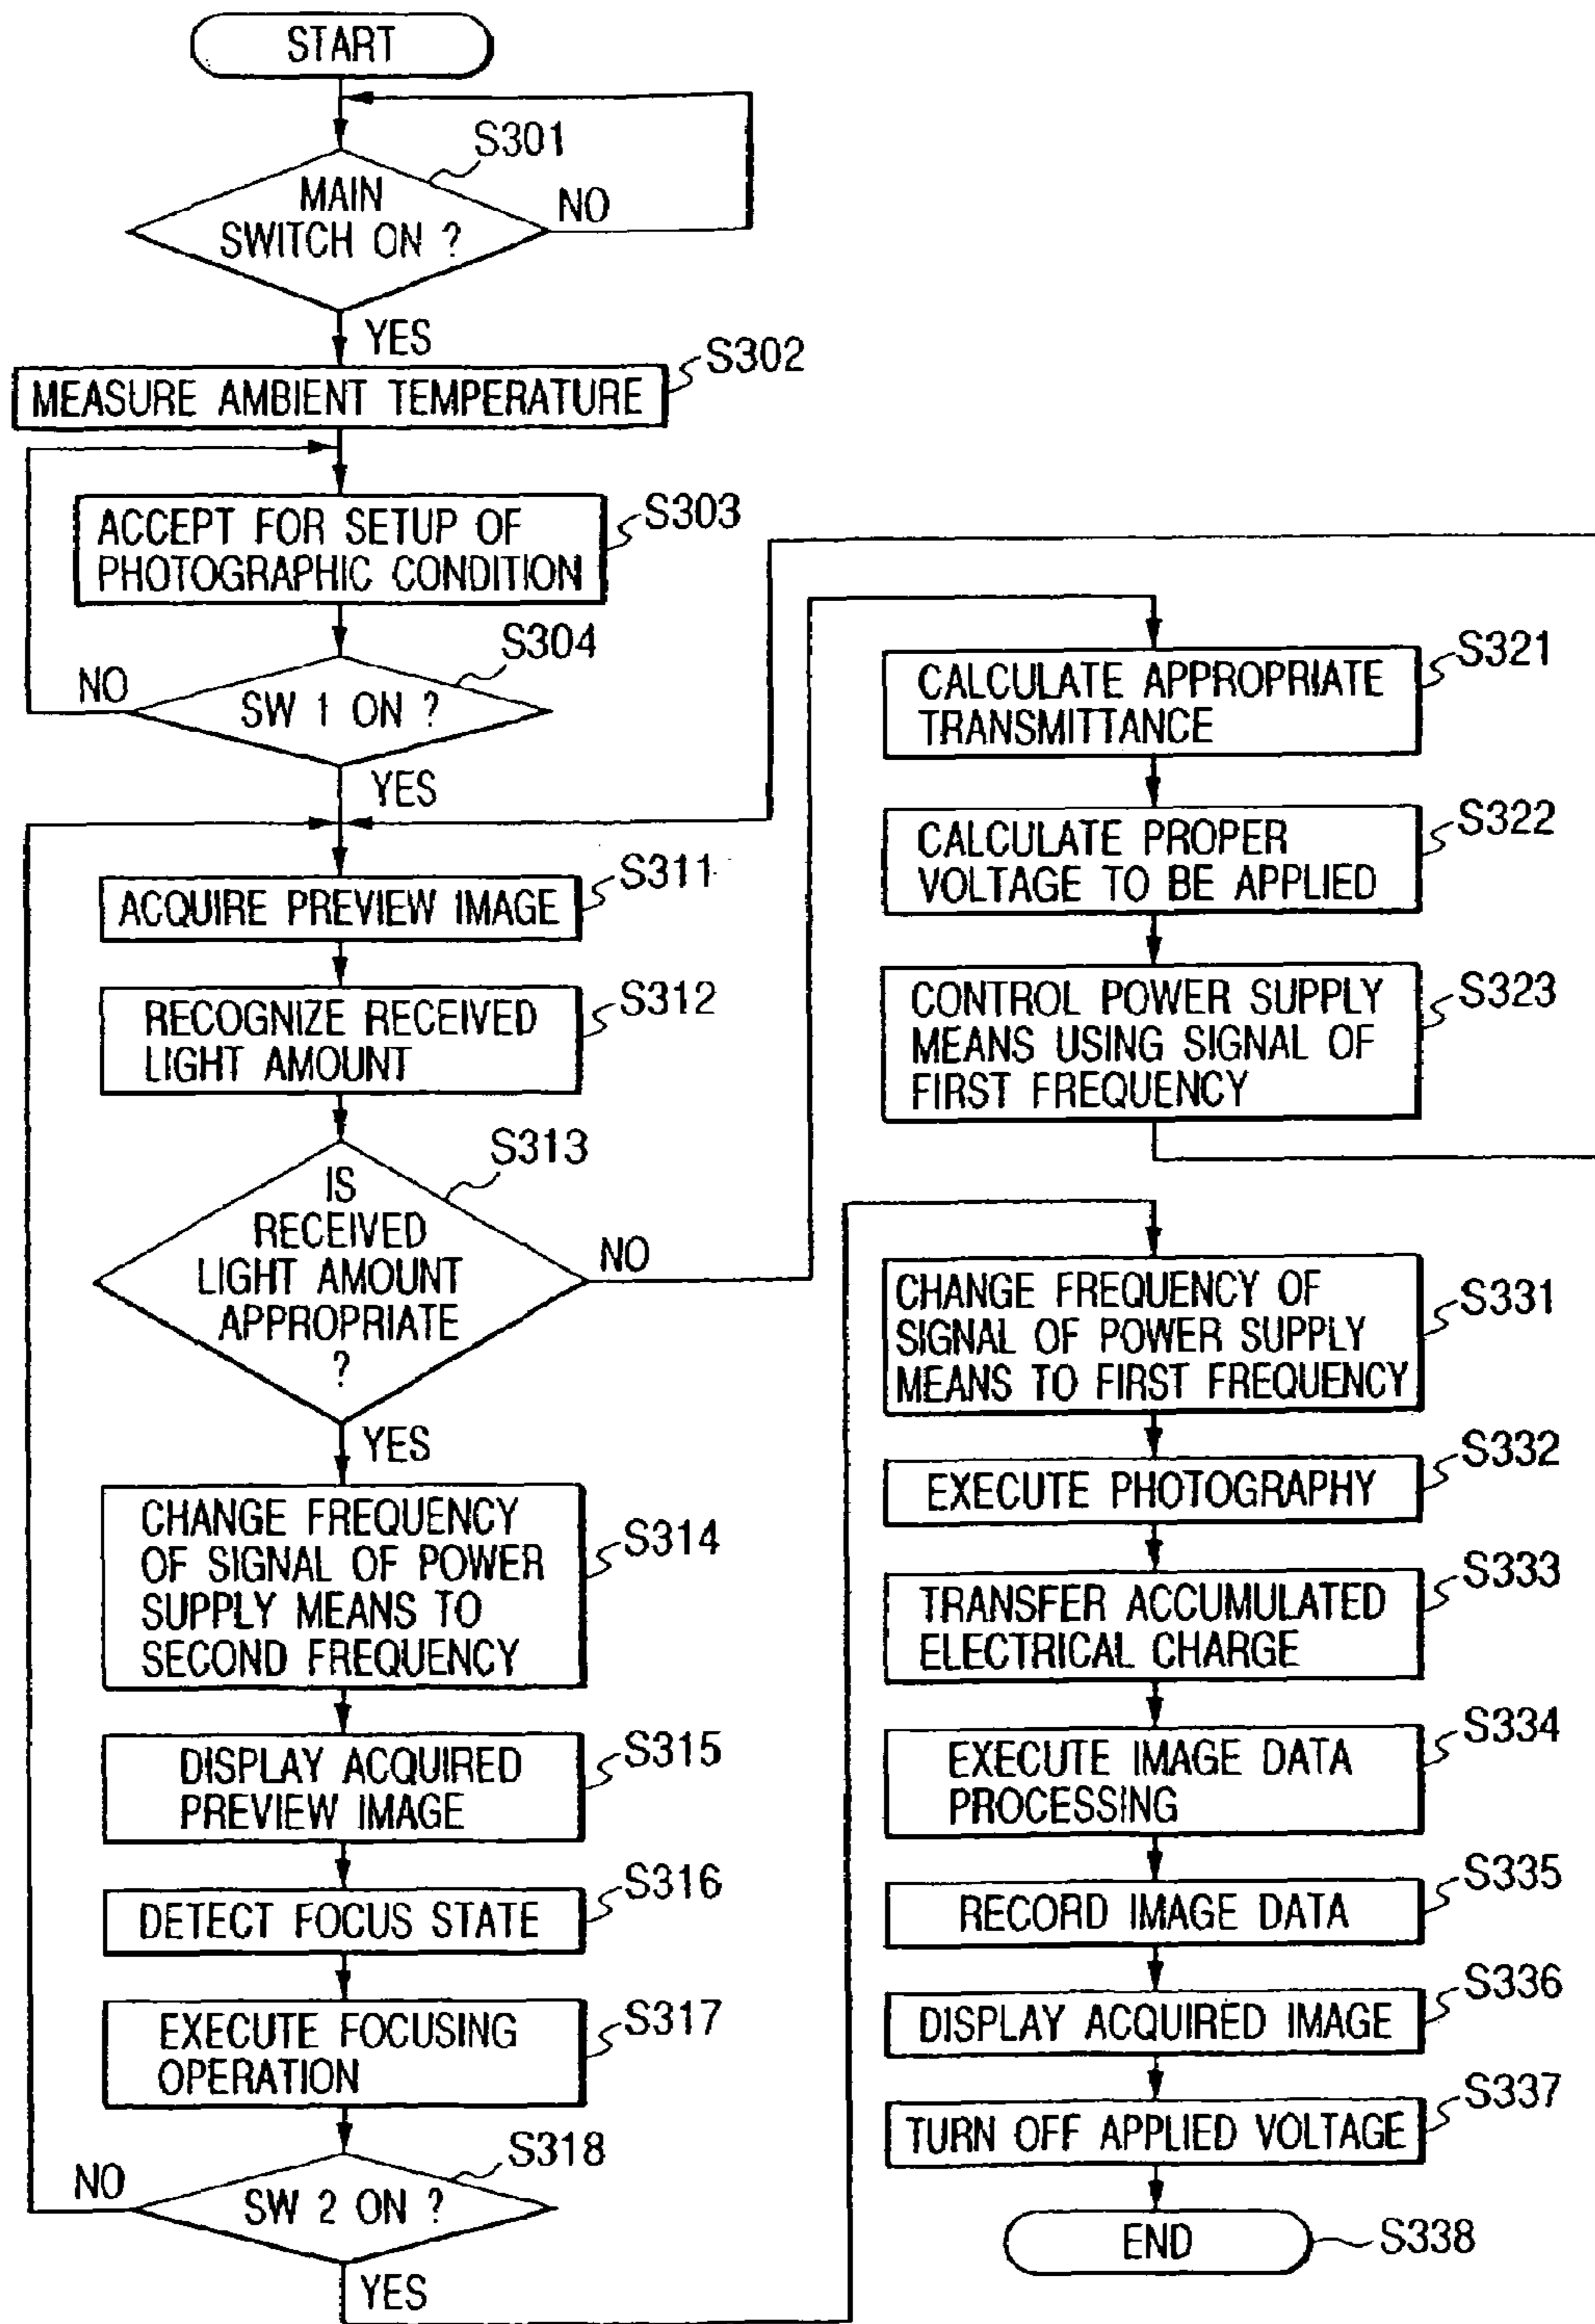 START
S301
MAIN
SWITCH ON ?
NO
YES
S302
MEASURE AMBIENT TEMPERATURE
S303
ACCEPT FOR SETUP OF
PHOTOGRAPHIC CONDITION
S304
NO
SW 1 ON ?
YES
S311
ACQUIRE PREVIEW IMAGE
S312
RECOGNIZE RECEIVED
LIGHT AMOUNT
S313
IS
RECEIVED
LIGHT AMOUNT
APPROPRIATE
?
NO
YES
S314
CHANGE FREQUENCY
OF SIGNAL OF POWER
SUPPLY MEANS TO
SECOND FREQUENCY
S315
DISPLAY ACQUIRED
PREVIEW IMAGE
S316
DETECT FOCUS STATE
S317
EXECUTE FOCUSING
OPERATION
S318
NO
SW 2 ON ?
YES
S321
CALCULATE APPROPRIATE
TRANSMITTANCE
S322
CALCULATE PROPER
VOLTAGE TO BE APPLIED
S323
CONTROL POWER SUPPLY
MEANS USING SIGNAL OF
FIRST FREQUENCY
S331
CHANGE FREQUENCY OF
SIGNAL OF POWER SUPPLY
MEANS TO FIRST FREQUENCY
S332
EXECUTE PHOTOGRAPHY
S333
TRANSFER ACCUMULATED
ELECTRICAL CHARGE
S334
EXECUTE IMAGE DATA
PROCESSING
S335
RECORD IMAGE DATA
S336
DISPLAY ACQUIRED IMAGE
S337
TURN OFF APPLIED VOLTAGE
END
S338